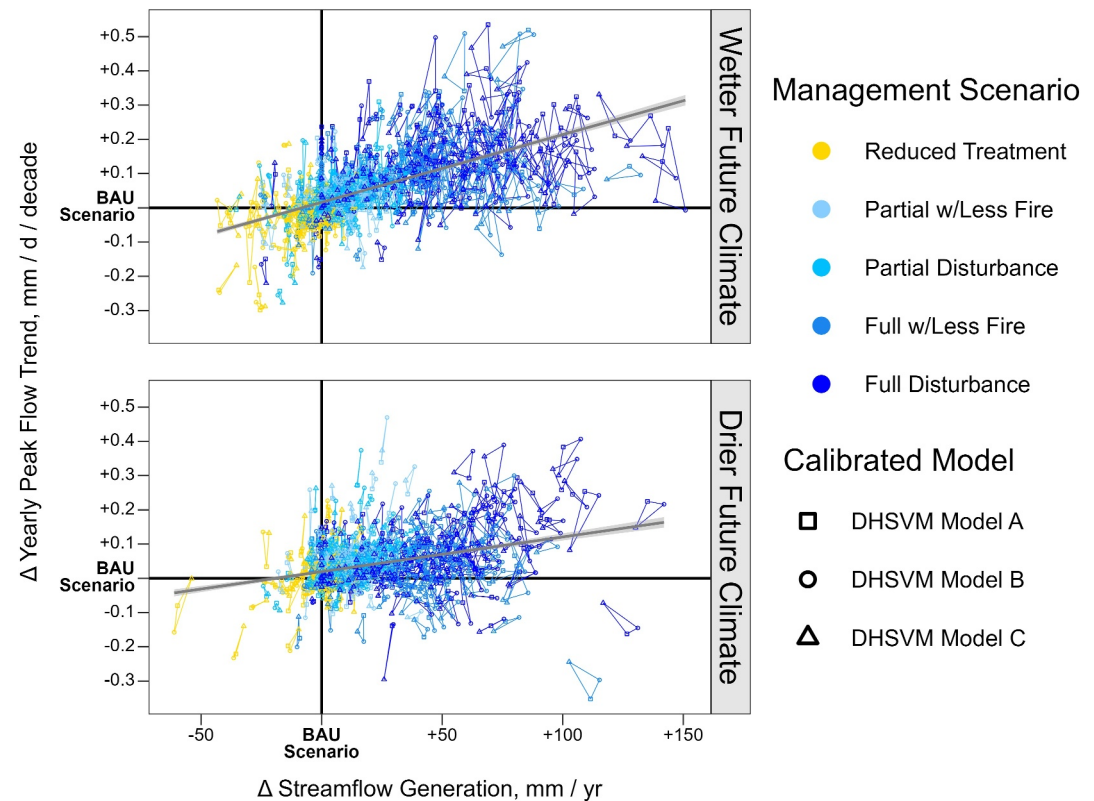 Δ Yearly Peak Flow Trend, mm / d / decade
+0.5
+0.4
+0.3
+0.2
+0.1
BAU
Scenario
-0.1
-0.2
-0.3
Wetter Future Climate
+0.5
+0.4
+0.3
+0.2
+0.1
BAU
Scenario
-0.1
-0.2
-0.3
Drier Future Climate
-50
BAU
Scenario
+50
+100
+150
Δ Streamflow Generation, mm / yr
Management Scenario
Reduced Treatment
Partial w/Less Fire
Partial Disturbance
Full w/Less Fire
Full Disturbance
Calibrated Model
DHSVM Model A
DHSVM Model B
DHSVM Model C